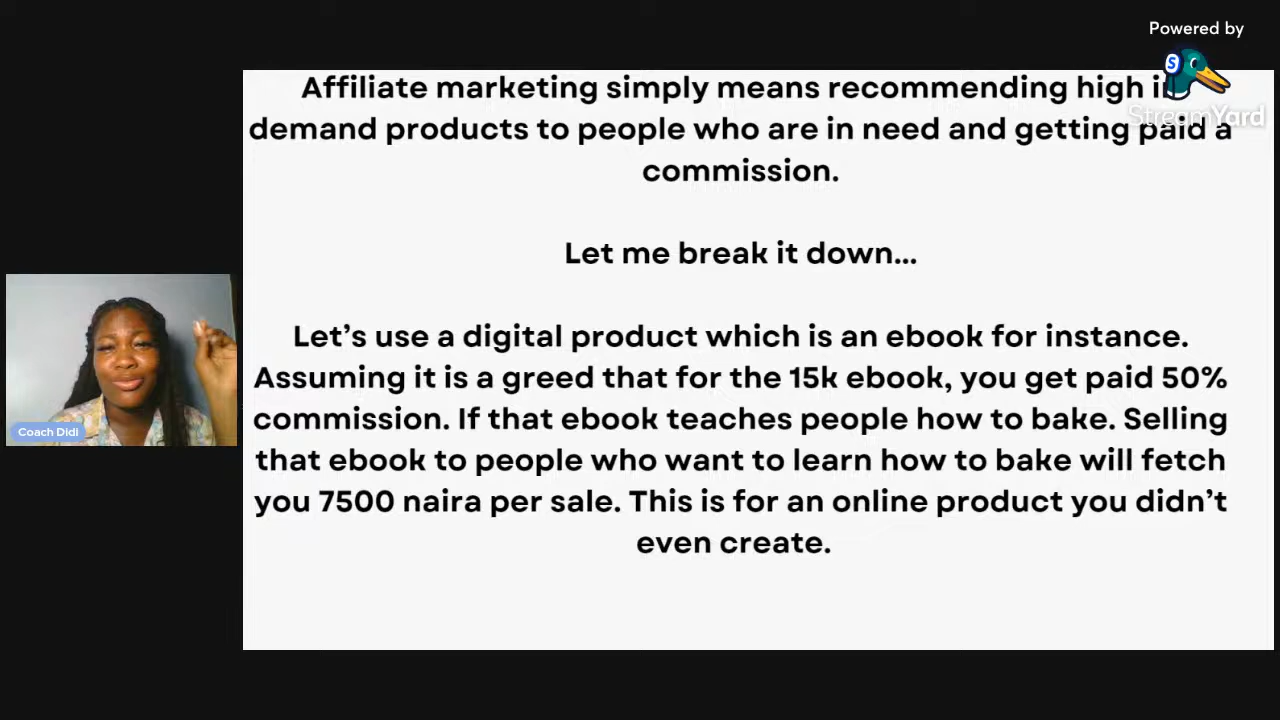 Powered by
StreamYard
Affiliate marketing simply means recommending high in
demand products to people who are in need and getting paid a
commission.
Let me break it down...
Let’s use a digital product which is an ebook for instance.
Assuming it is a greed that for the 15k ebook, you get paid 50%
commission. If that ebook teaches people how to bake. Selling
that ebook to people who want to learn how to bake will fetch
you 7500 naira per sale. This is for an online product you didn’t
even create.
Coach Didi